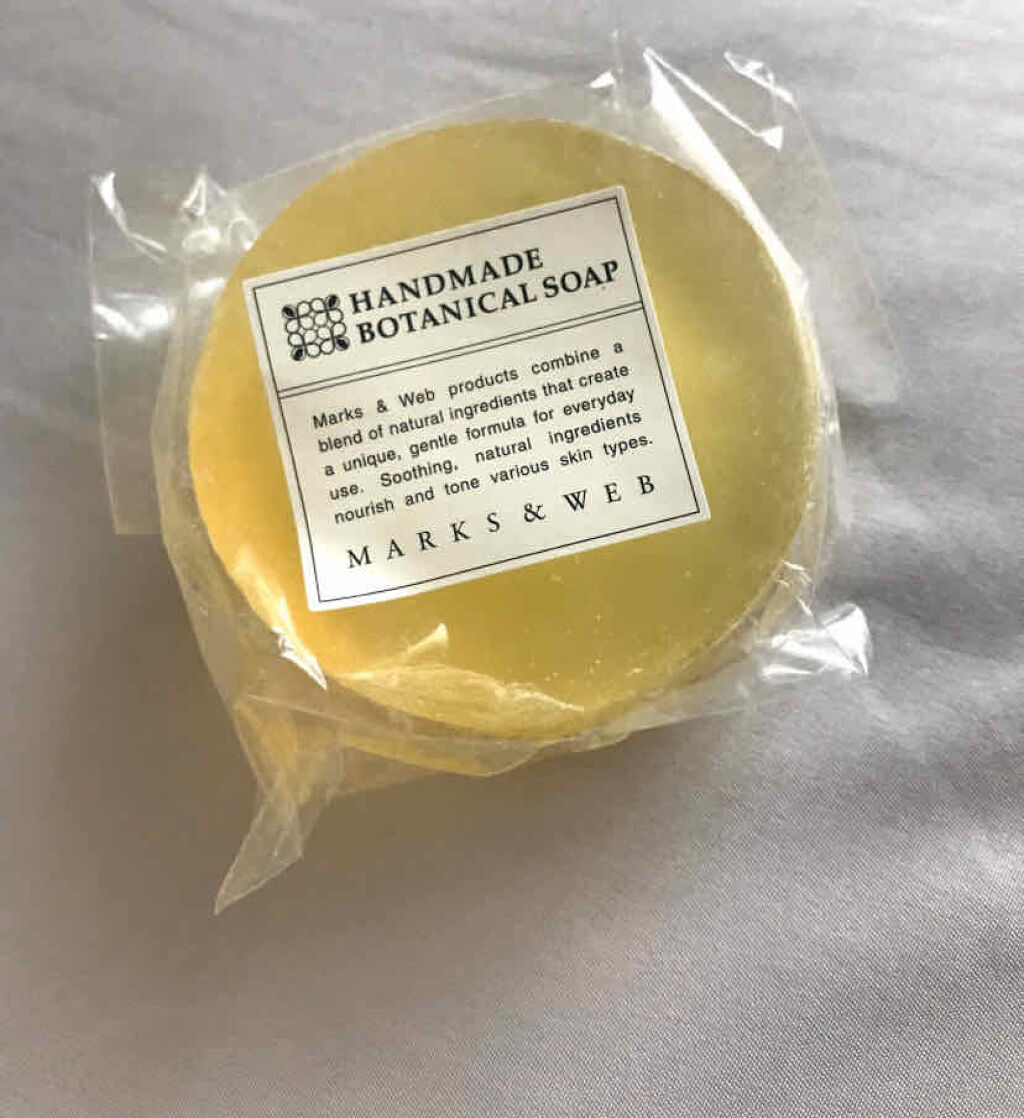 HANDMADE
BOTANICAL SOAP
Marks & Web products combine a
blend of natural ingredients that create
a unique, gentle formula for everyday
use. Soothing, natural ingredients
nourish and tone various skin types.
MARKS & WEB